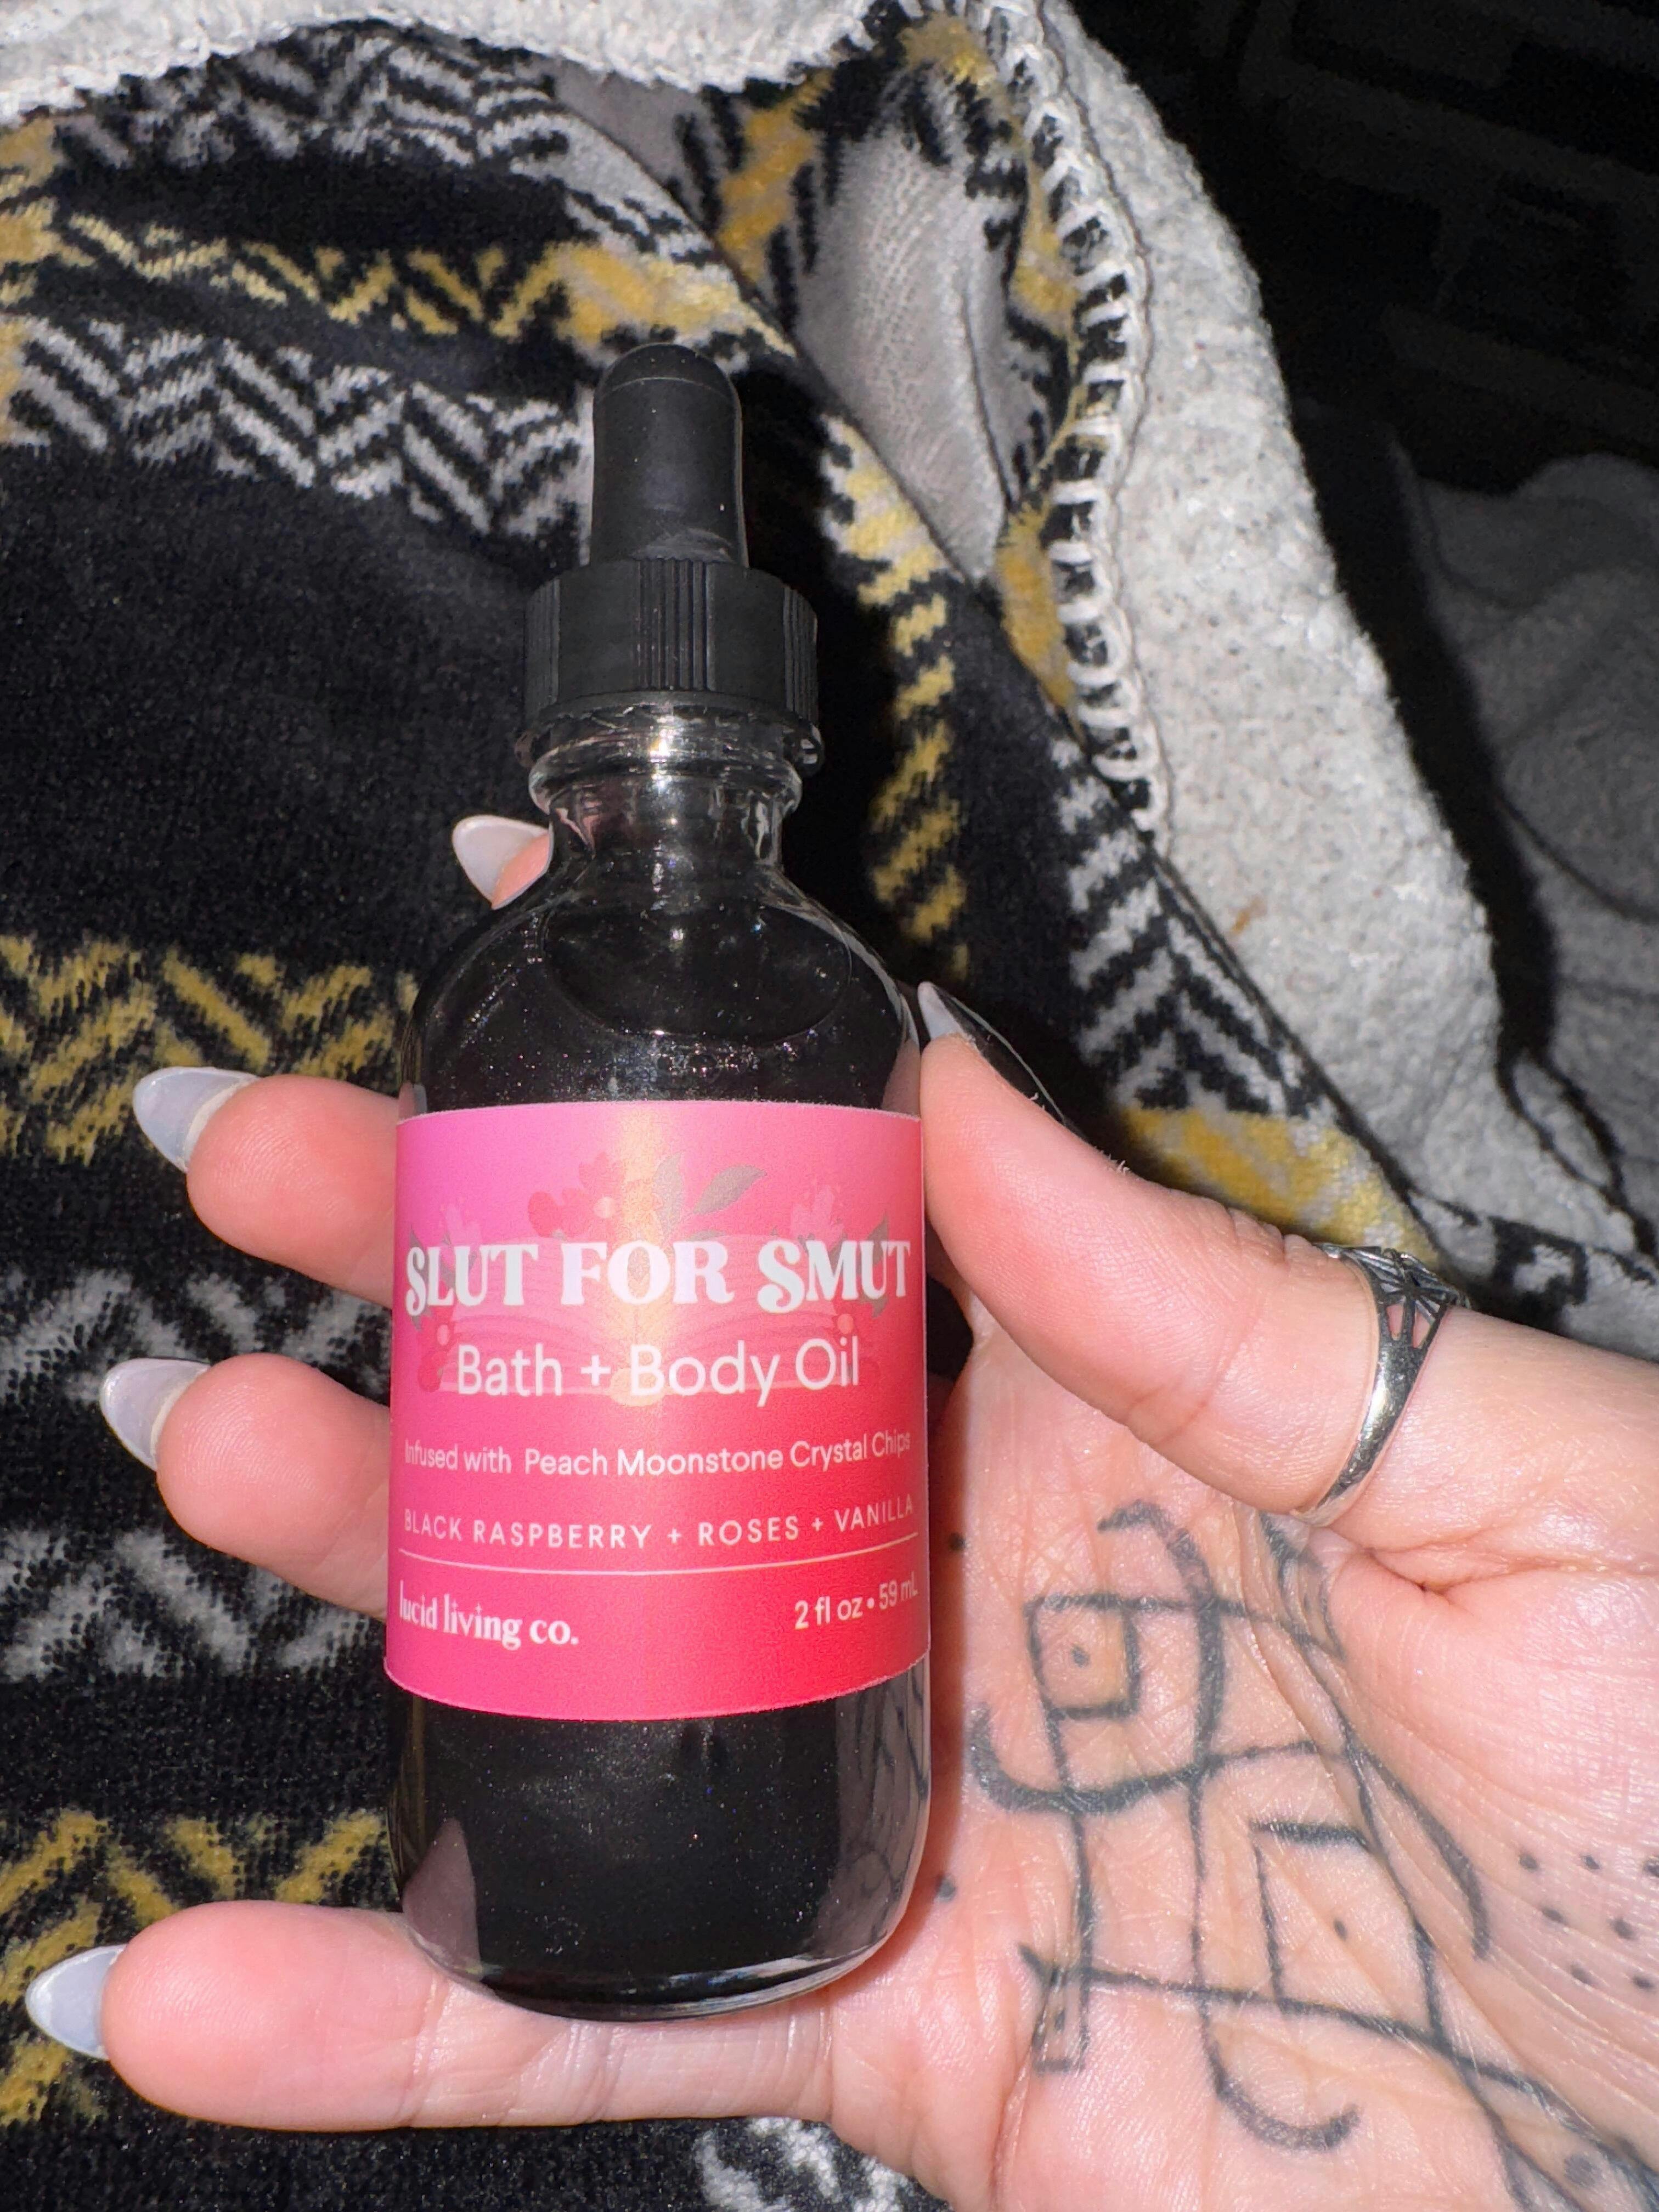 SLUT FOR SMUT
Bath + Body Oil
Infused with Peach Moonstone Crystal Chips
BLACK RASPBERRY + ROSES + VANILLA
lucid living co.
2 fl oz • 59 mL